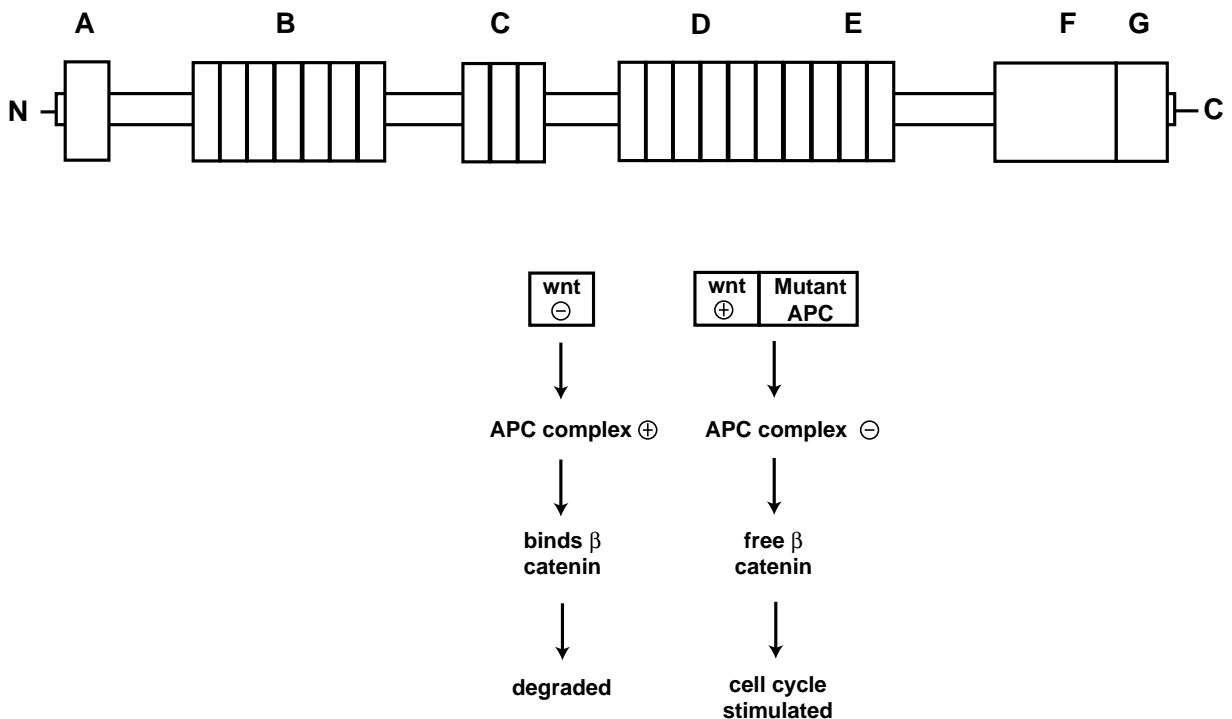 A B C D E F G
N C
wnt
⊖
wnt
⊕
Mutant
APC
APC complex ⊕
APC complex ⊖
binds β
catenin
free β
catenin
degraded
cell cycle
stimulated